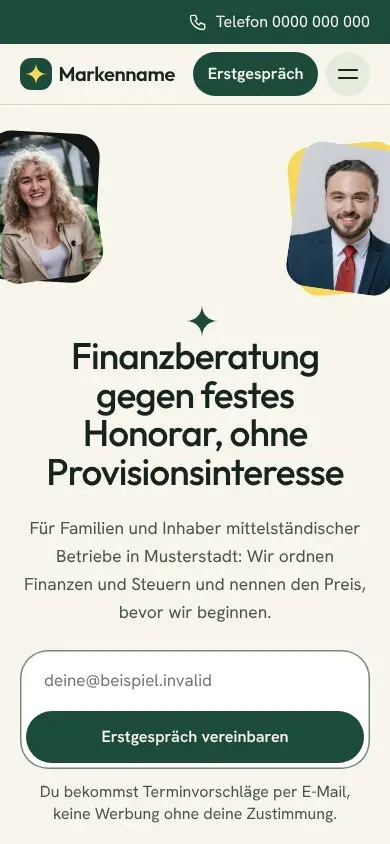 Telefon 0000 000 000
Markenname
Erstgespräch
Finanzberatung
gegen festes
Honorar, ohne
Provisionsinteresse
Für Familien und Inhaber mittelständischer
Betriebe in Musterstadt: Wir ordnen
Finanzen und Steuern und nennen den Preis,
bevor wir beginnen.
deine@beispiel.invalid
Erstgespräch vereinbaren
Du bekommst Terminvorschläge per E-Mail,
keine Werbung ohne deine Zustimmung.